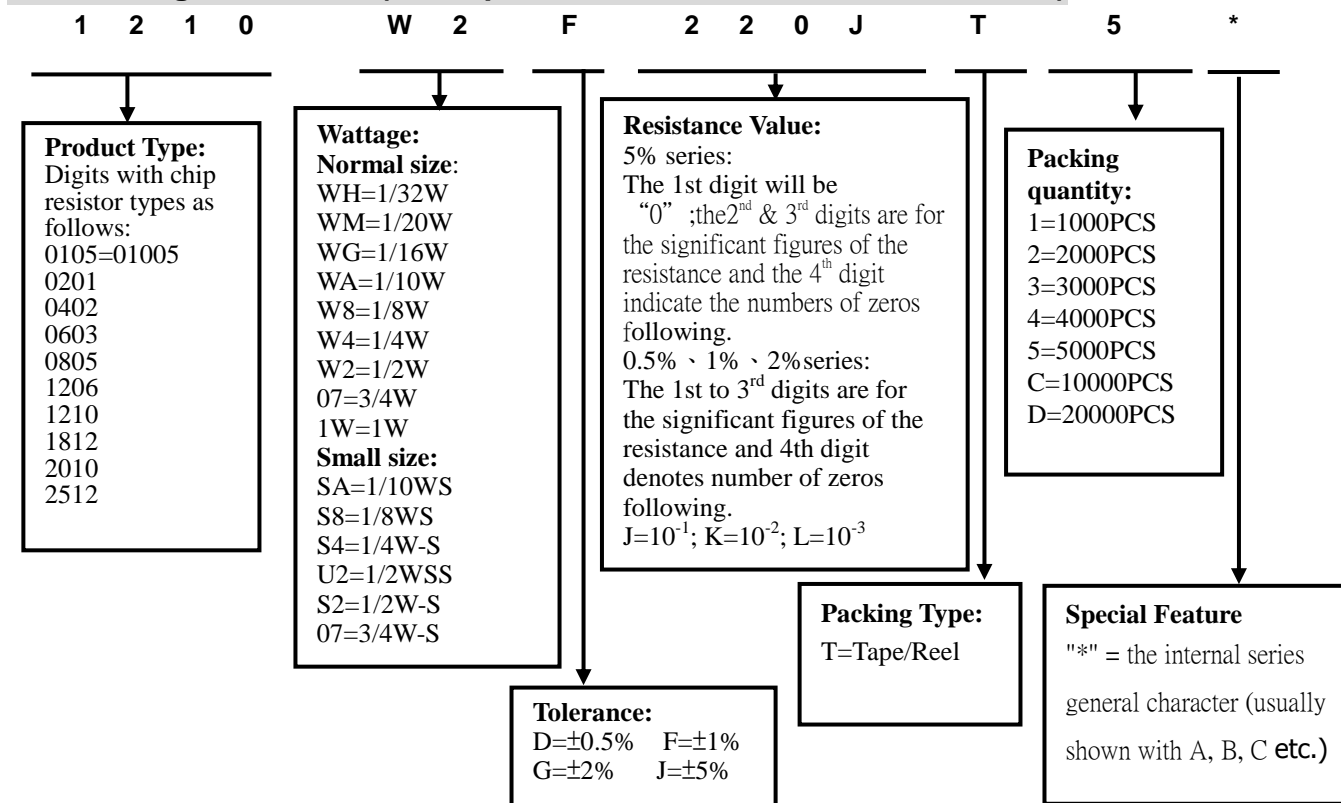 1 2 1 0 W 2 F 2 2 0 J T 5 *
Product Type:
Digits with chip
resistor types as
follows:
0105=01005
0201
0402
0603
0805
1206
1210
1812
2010
2512
Wattage:
Normal size:
WH=1/32W
WM=1/20W
WG=1/16W
WA=1/10W
W8=1/8W
W4=1/4W
W2=1/2W
07=3/4W
1W=1W
Small size:
SA=1/10WS
S8=1/8WS
S4=1/4W-S
U2=1/2WSS
S2=1/2W-S
07=3/4W-S
Tolerance:
D=±0.5% F=±1%
G=±2% J=±5%
Resistance Value:
5% series:
The 1st digit will be
“0” ;the2nd & 3rd digits are for
the significant figures of the
resistance and the 4th digit
indicate the numbers of zeros
following.
0.5%、1%、2%series:
The 1st to 3rd digits are for
the significant figures of the
resistance and 4th digit
denotes number of zeros
following.
J=10-1; K=10-2; L=10-3
Packing Type:
T=Tape/Reel
Packing
quantity:
1=1000PCS
2=2000PCS
3=3000PCS
4=4000PCS
5=5000PCS
C=10000PCS
D=20000PCS
Special Feature
"*" = the internal series
general character (usually
shown with A, B, C etc.)